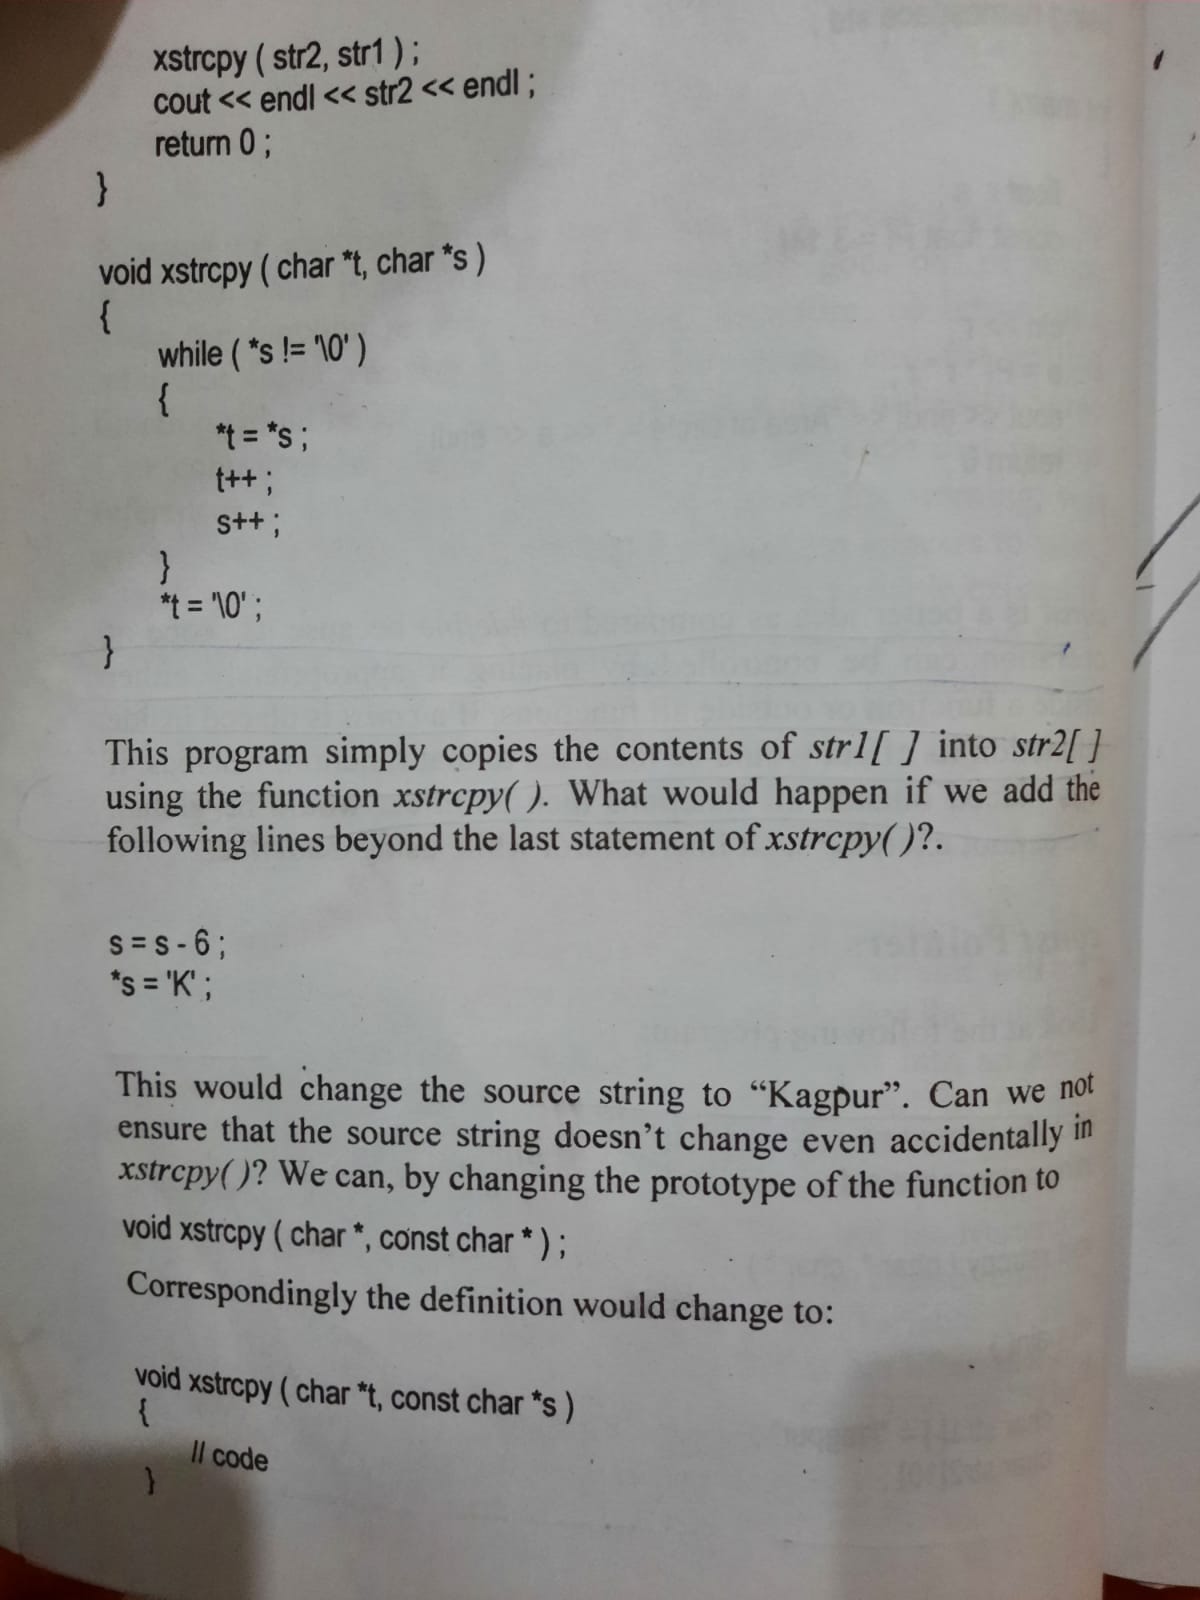 xstrcpy ( str2, str1 ) ;
cout << endl << str2 << endl ;
return 0 ;
}
void xstrcpy ( char *t, char *s )
{
while ( *s != '\0' )
{
*t = *s ;
t++ ;
s++ ;
}
*t = '\0' ;
}
This program simply copies the contents of str1[ ] into str2[ ]
using the function xstrcpy( ). What would happen if we add the
following lines beyond the last statement of xstrcpy( )?.
s = s - 6 ;
*s = 'K' ;
This would change the source string to “Kagpur”. Can we not
ensure that the source string doesn’t change even accidentally in
xstrcpy( )? We can, by changing the prototype of the function to
void xstrcpy ( char *, const char * ) ;
Correspondingly the definition would change to:
void xstrcpy ( char *t, const char *s )
{
// code
}